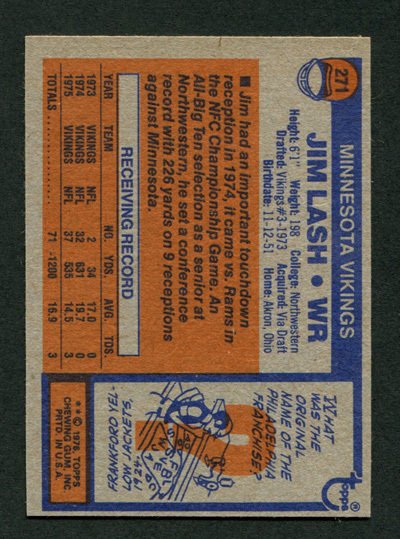 271
MINNESOTA VIKINGS
JIM LASH • WR
Height: 6'1" Weight: 198 College: Northwestern
Drafted: Vikings #3-1973 Acquired: Via Draft
Birthdate: 11-12-51 Home: Akron, Ohio
■ Jim had an important touchdown
reception in 1974, it came vs. Rams in
the NFC Championship Game. An
All-Big Ten selection as a senior at
Northwestern, he set a conference
record with 226 yards on 9 receptions
against Minnesota.
RECEIVING RECORD
YEAR TEAM NO. YDS. AVG. TDS.
1973 VIKINGS NFL 2 34 17.0 0
1974 VIKINGS NFL 32 631 19.7 0
1975 VIKINGS NFL 37 535 14.5 3
TOTALS 71 -1200 16.9 3
topps®
WHAT
WAS THE
ORIGINAL
NAME OF THE
PHILADELPHIA
FRANCHISE?
FRANKFORD YEL-
LOW JACKETS
1924
* * © 1976, TOPPS
CHEWING GUM, INC.
PRTD. IN U.S.A.